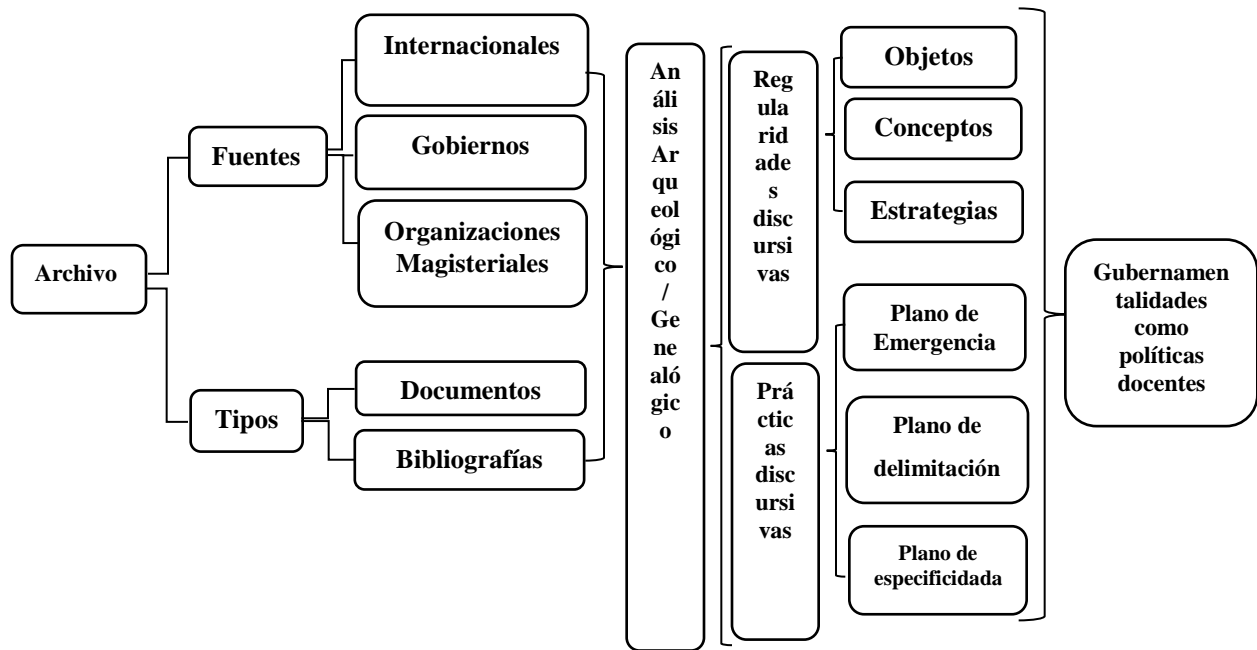 Archivo
Fuentes
Tipos
Internacionales
Gobiernos
Organizaciones
Magisteriales
Documentos
Bibliografías
An
álisis
Ar
qu
eol
ógi
co
/
Ge
ne
aló
gic
o
Reg
ula
rid
ade
s
disc
ursi
vas
Prá
ctic
as
disc
ursi
vas
Objetos
Conceptos
Estrategias
Plano de
Emergencia
Plano de
delimitación
Plano de
especificidada
Gubernamen
talidades
como
políticas
docentes